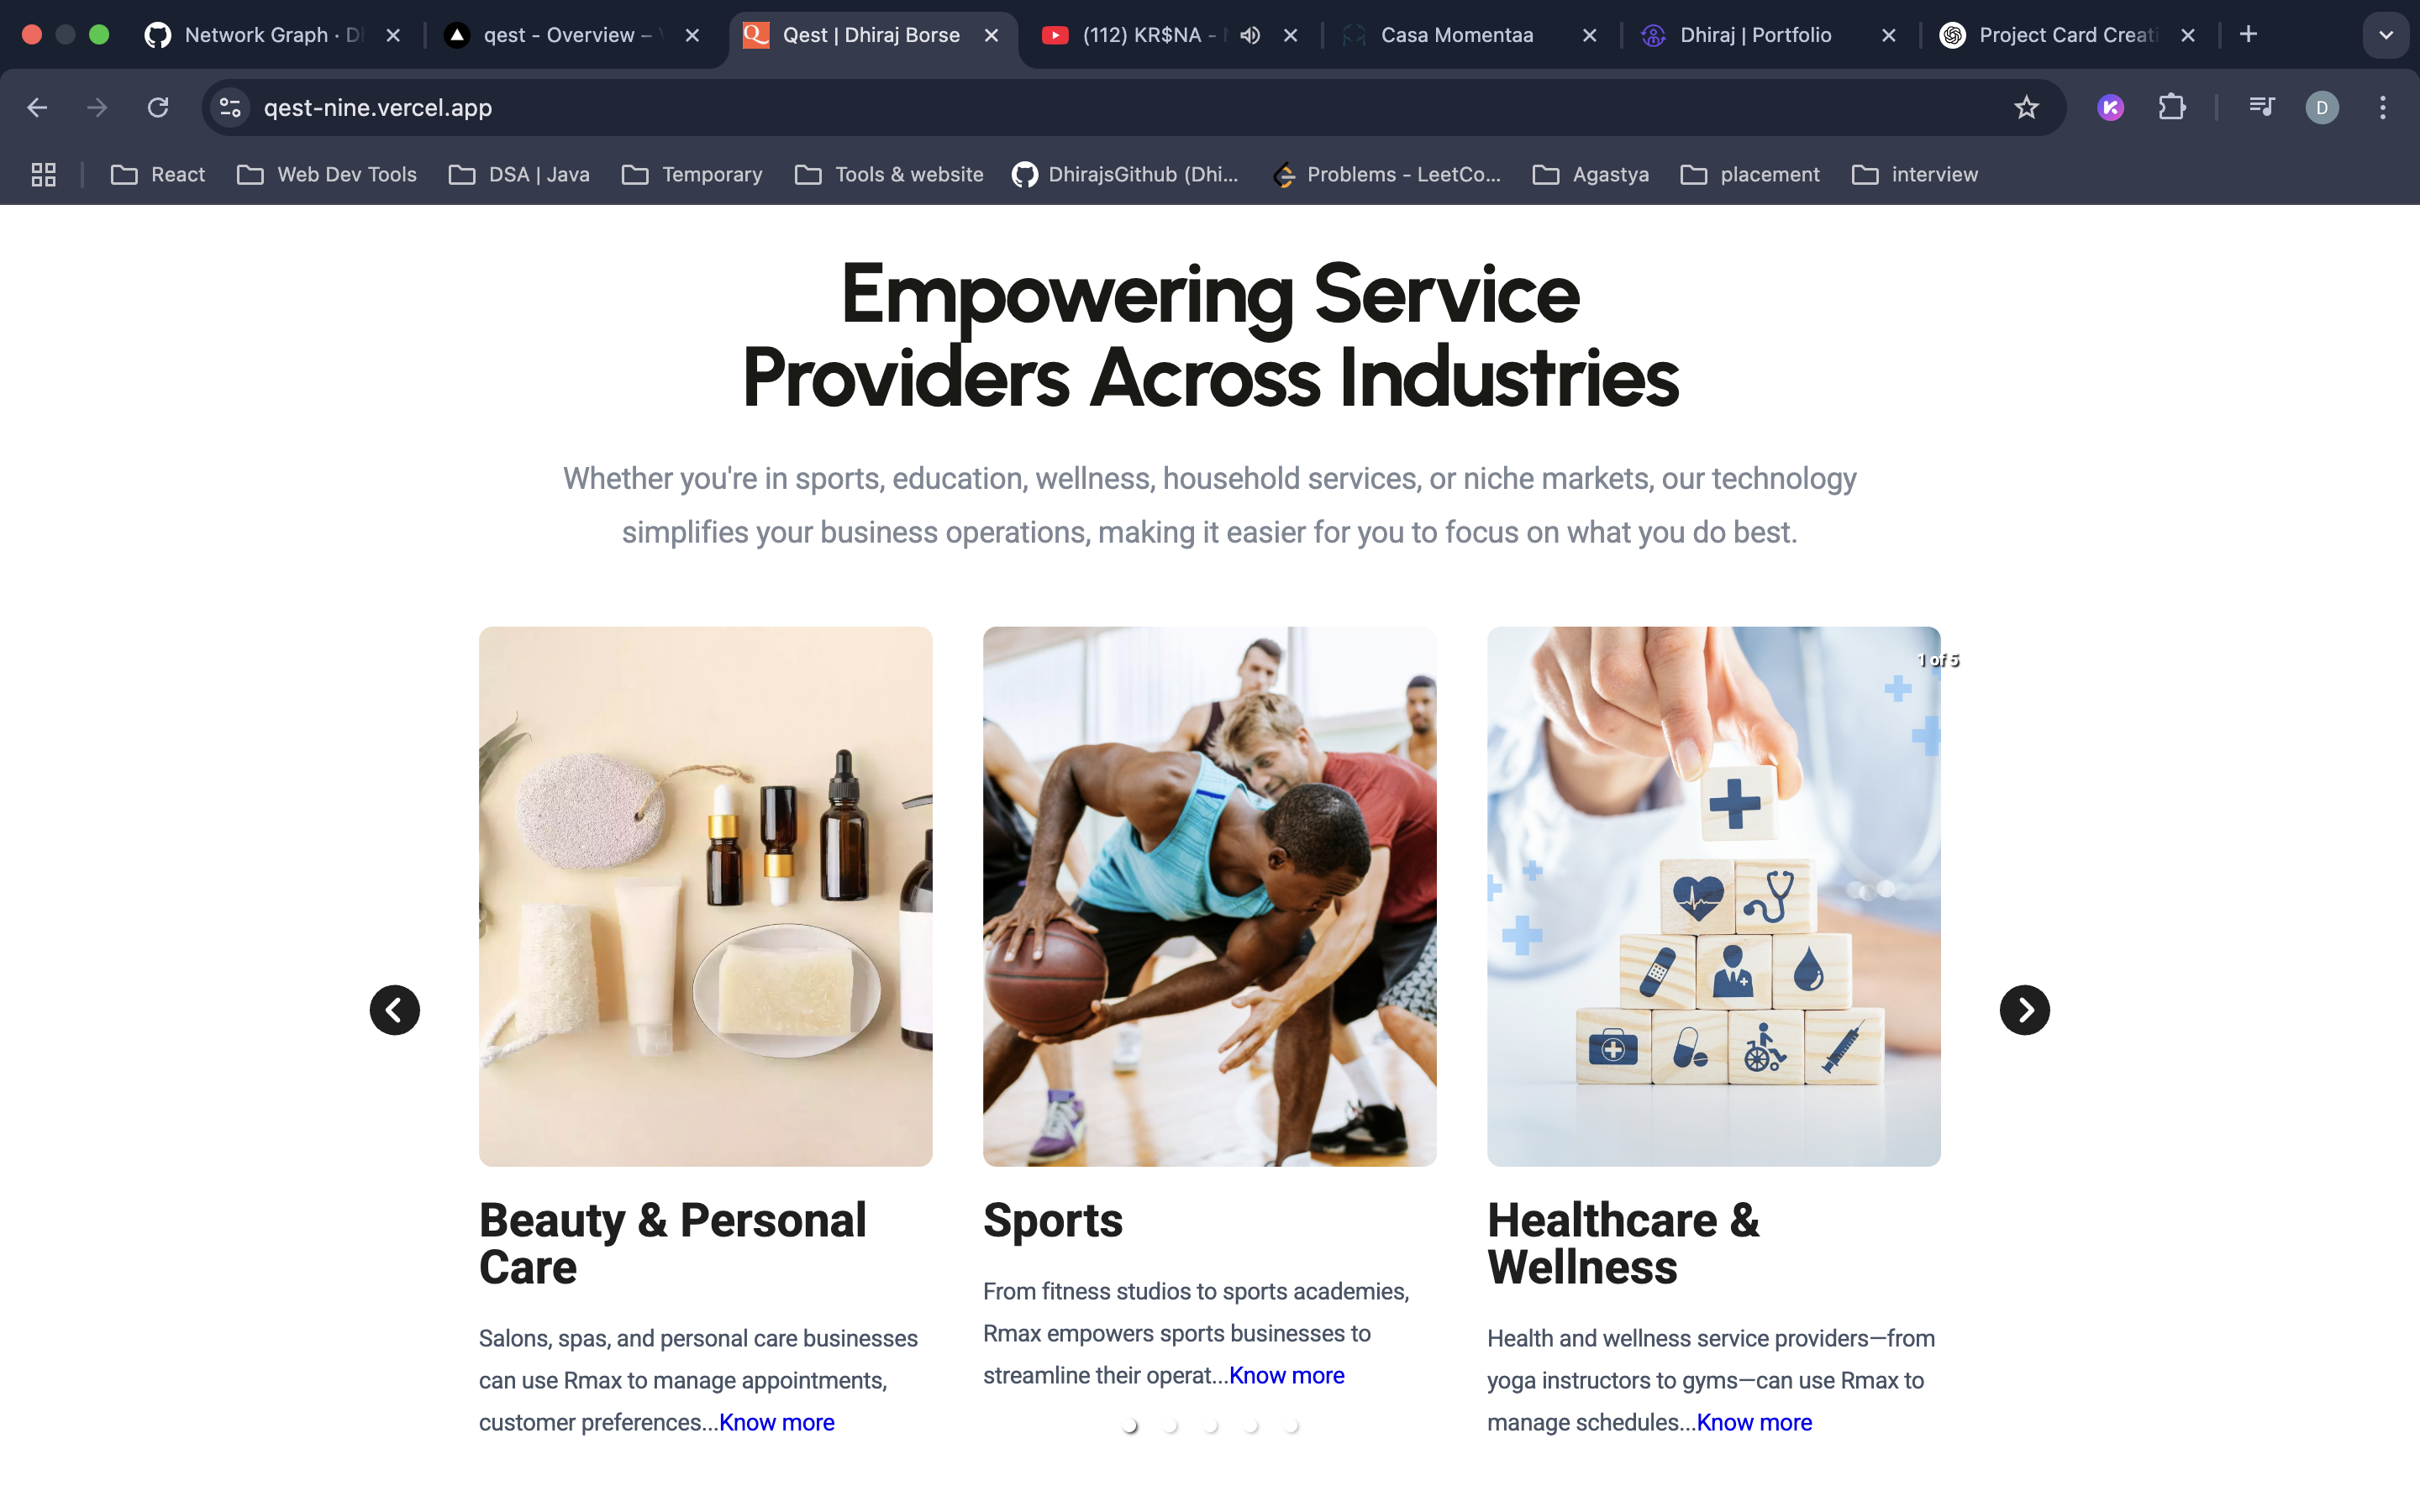 Network Graph · D
qest - Overview –
Qest | Dhiraj Borse
(112) KR$NA -
Casa Momentaa
Dhiraj | Portfolio
Project Card Creati
qest-nine.vercel.app
D
React
Web Dev Tools
DSA | Java
Temporary
Tools & website
DhirajsGithub (Dhi...
Problems - LeetCo...
Agastya
placement
interview
Empowering Service
Providers Across Industries
Whether you're in sports, education, wellness, household services, or niche markets, our technology
simplifies your business operations, making it easier for you to focus on what you do best.
1 of 5
Beauty & Personal
Care
Salons, spas, and personal care businesses
can use Rmax to manage appointments,
customer preferences...Know more
Sports
From fitness studios to sports academies,
Rmax empowers sports businesses to
streamline their operat...Know more
Healthcare &
Wellness
Health and wellness service providers—from
yoga instructors to gyms—can use Rmax to
manage schedules...Know more